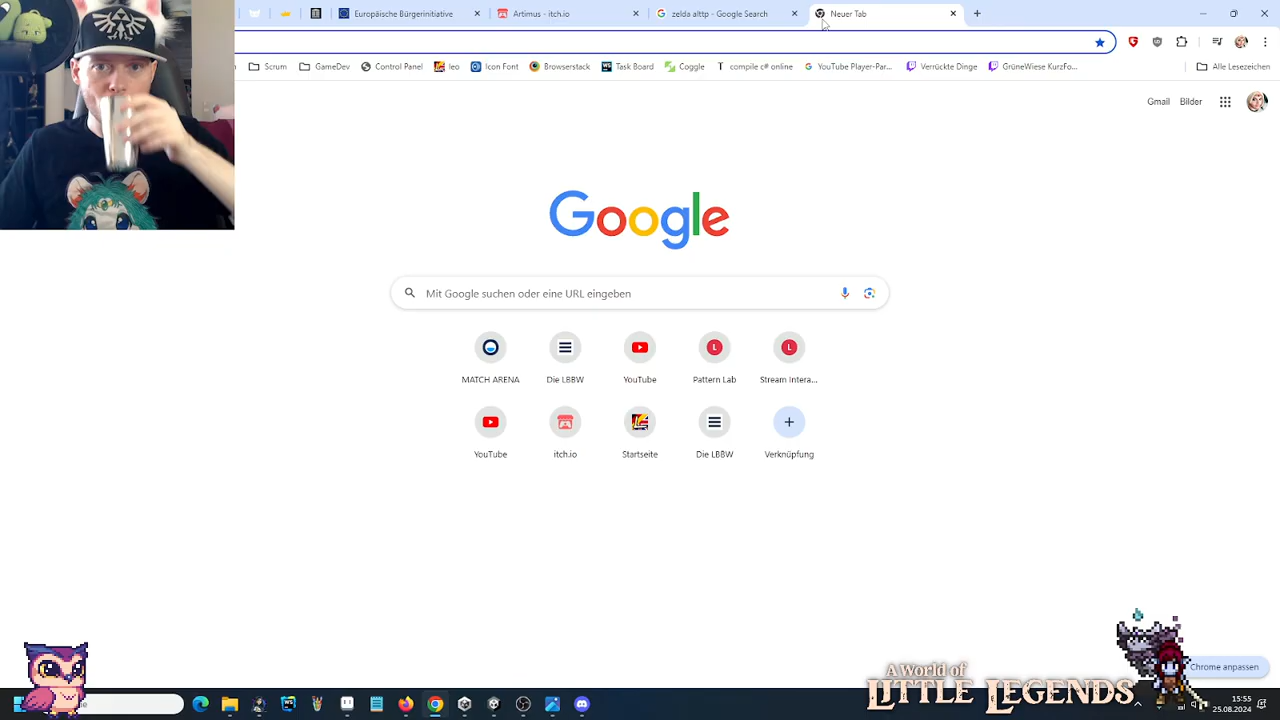 Europäische Bürgerinitiative
zelda alttp - Google Search
Neuer Tab
Scrum
GameDev
Control Panel
leo
Icon Font
Browserstack
Task Board
Coggle
compile c# online
YouTube Player-Par...
Verrückte Dinge
GrüneWiese KurzFo...
Alle Lesezeichen
Gmail
Bilder
Google
Mit Google suchen oder eine URL eingeben
MATCH ARENA
Die LBBW
YouTube
L
Pattern Lab
L
Stream Intera...
YouTube
itch.io
Startseite
Die LBBW
Verknüpfung
A World of
Little Legends
Chrome anpassen
15:55
25.08.2024